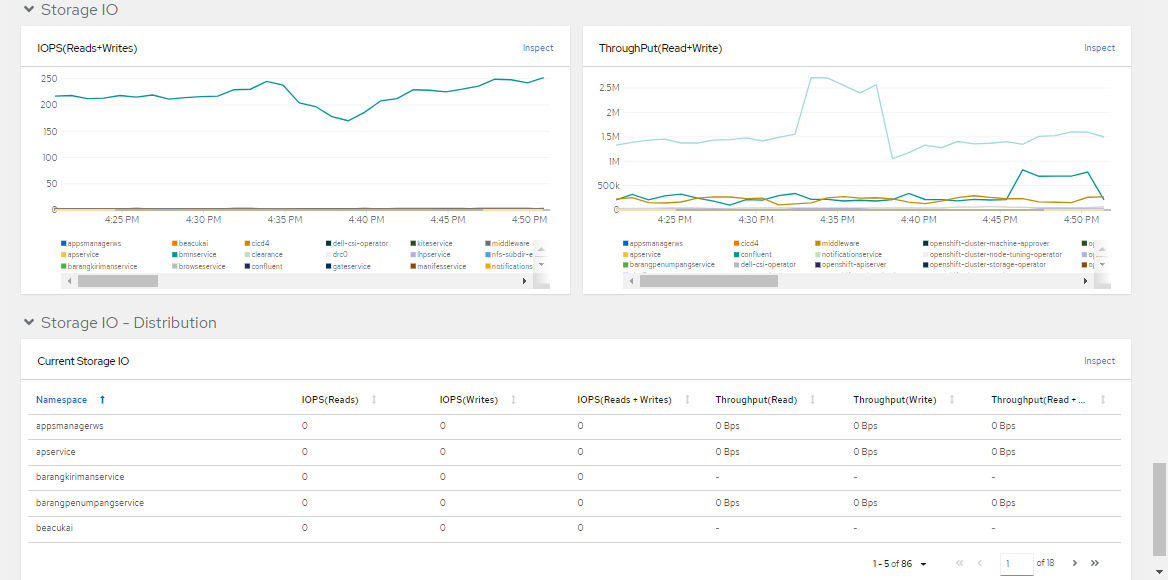 Storage IO
IOPS(Reads+Writes) Inspect
250
200
150
100
50
0
4:25 PM 4:30 PM 4:35 PM 4:40 PM 4:45 PM 4:50 PM
appsmanagerws beacukai cicd4 dell-csi-operator kiteservice middleware
apservice bmnservice clearance drc0 lhpservice nfs-subdir-e
barangkirimanservice browseservice confluent gateservice manifesservice notifications
ThroughPut(Read+Write) Inspect
2.5M
2M
1.5M
1M
500k
0
4:25 PM 4:30 PM 4:35 PM 4:40 PM 4:45 PM 4:50 PM
appsmanagerws cicd4 middleware openshift-cluster-machine-approver
apservice confluent notificationservice openshift-cluster-node-tuning-operator
barangpenumpangservice dell-csi-operator openshift-apiserver openshift-cluster-storage-operator
Storage IO - Distribution
Current Storage IO Inspect
Namespace IOPS(Reads) IOPS(Writes) IOPS(Reads + Writes) Throughput(Read) Throughput(Write) Throughput(Read + ...
appsmanagerws 0 0 0 0 Bps 0 Bps 0 Bps
apservice 0 0 0 0 Bps 0 Bps 0 Bps
barangkirimanservice 0 0 0 - - -
barangpenumpangservice 0 0 0 0 Bps 0 Bps 0 Bps
beacukai 0 0 0 - - -
1 - 5 of 86 1 of 18